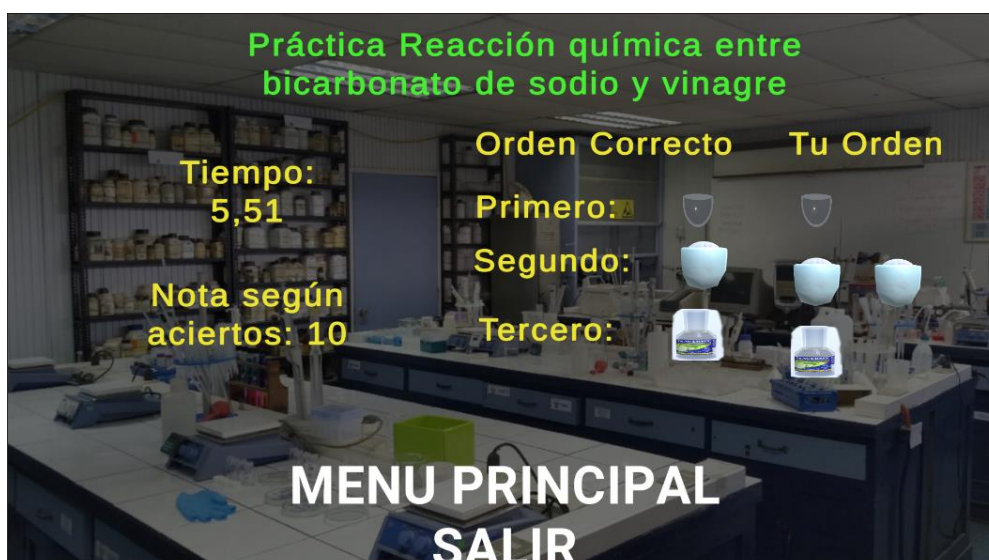 Práctica Reacción química entre
bicarbonato de sodio y vinagre
Orden Correcto
Tu Orden
Tiempo:
5,51
Primero:
Segundo:
Nota según
aciertos: 10
Tercero:
MENU PRINCIPAL
SALIR